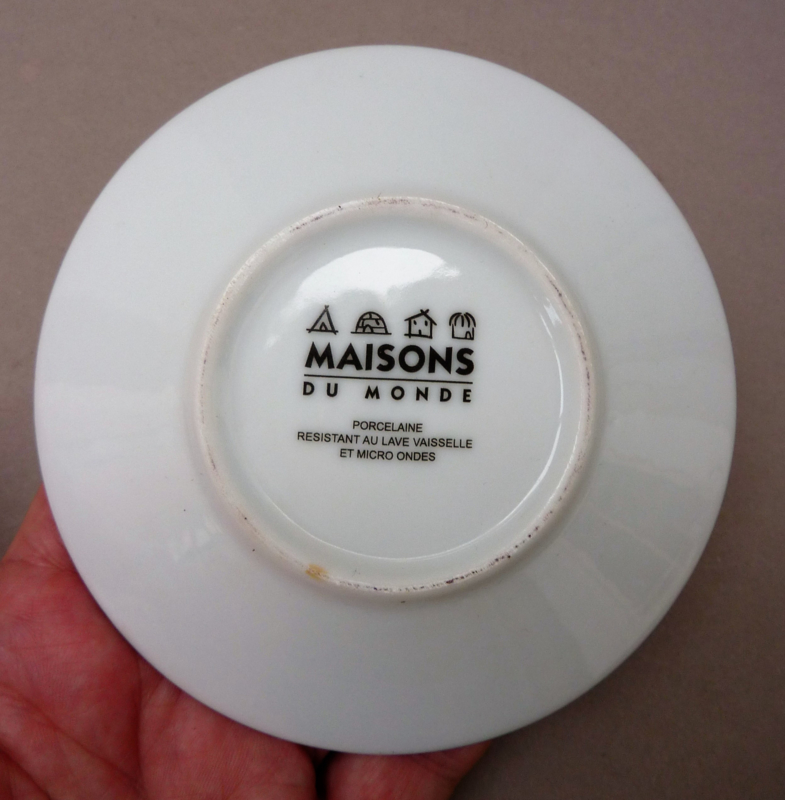 MAISONS
DU MONDE
PORCELAINE
RESISTANT AU LAVE VAISSELLE
ET MICRO ONDES